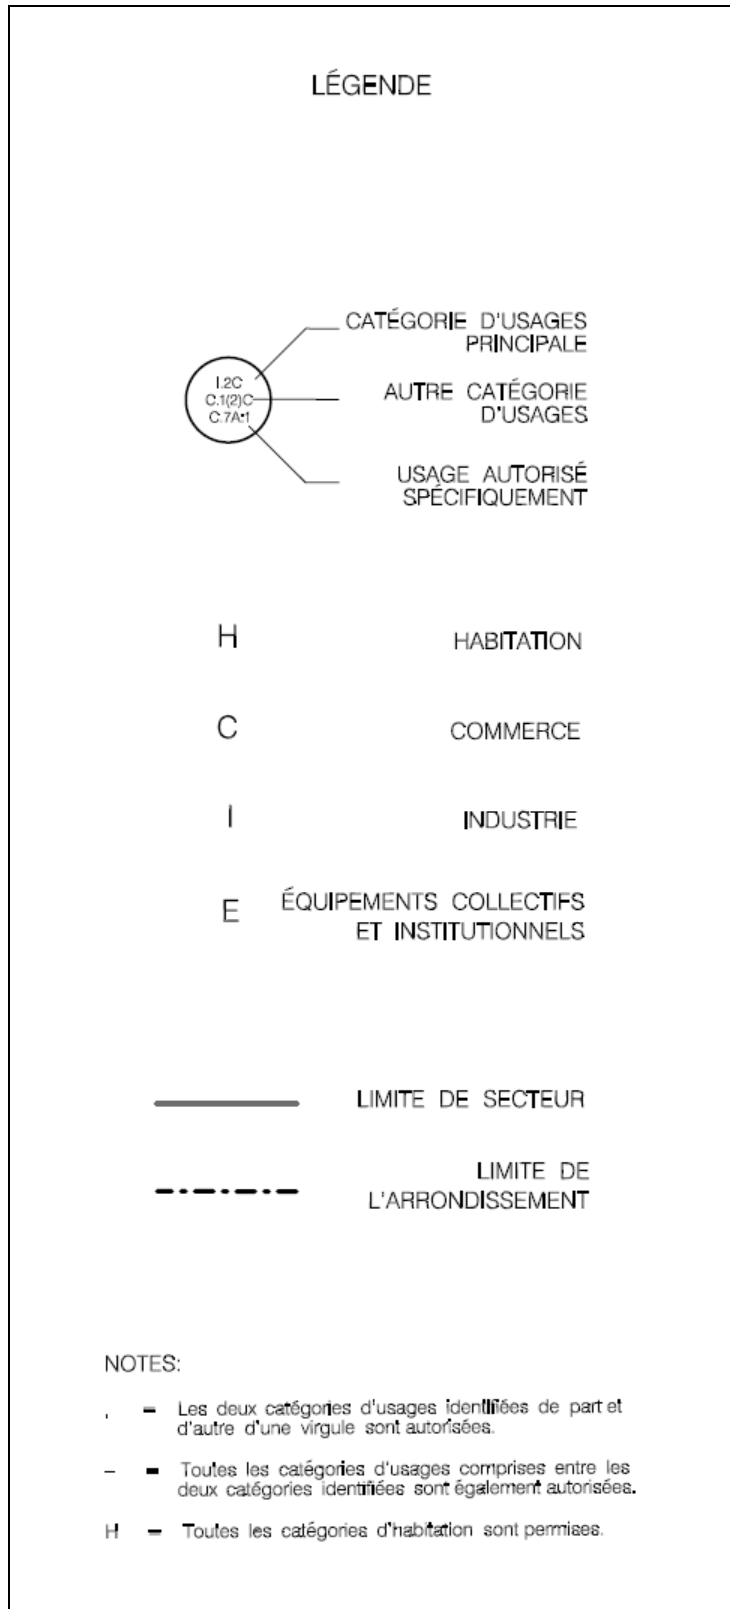 LÉGENDE
CATÉGORIE D'USAGES
PRINCIPALE
I.2C
C.1(2)C
C.7A:1
AUTRE CATÉGORIE
D'USAGES
USAGE AUTORISÉ
SPÉCIFIQUEMENT
H HABITATION
C COMMERCE
I INDUSTRIE
E ÉQUIPEMENTS COLLECTIFS
ET INSTITUTIONNELS
LIMITE DE SECTEUR
LIMITE DE
L'ARRONDISSEMENT
NOTES:
, – Les deux catégories d'usages identifiées de part et
d'autre d'une virgule sont autorisées.
– – Toutes les catégories d'usages comprises entre les
deux catégories identifiées sont également autorisées.
H – Toutes les catégories d'habitation sont permises.